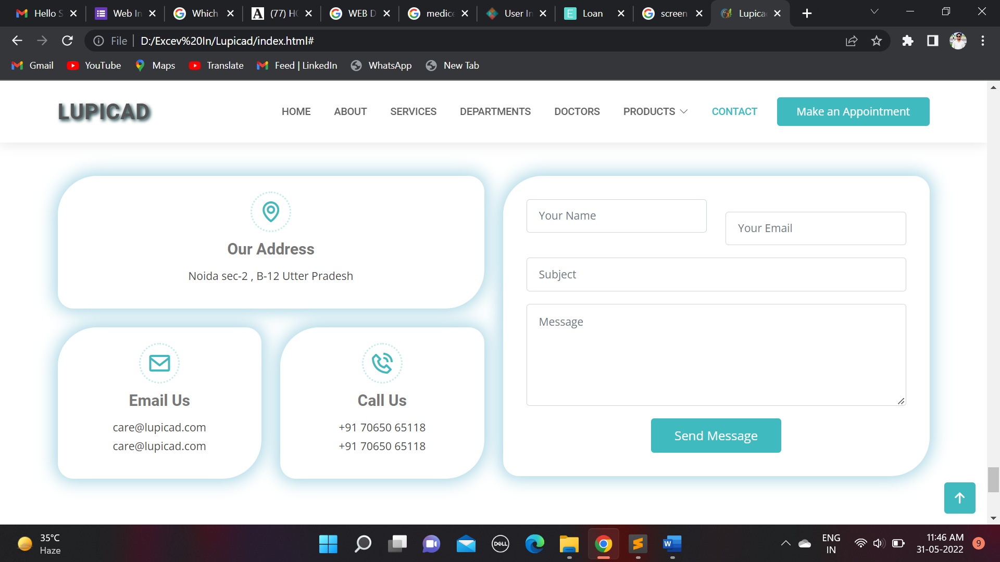 Hello S
Web In
Which
A
(77) HO
WEB D
medice
User In
E
Loan
screen
Lupicad
File
D:/Excev%20In/Lupicad/index.html#
Gmail
YouTube
Maps
Translate
Feed | LinkedIn
WhatsApp
New Tab
LUPICAD
HOME
ABOUT
SERVICES
DEPARTMENTS
DOCTORS
PRODUCTS
CONTACT
Make an Appointment
Our Address
Noida sec-2 , B-12 Utter Pradesh
Email Us
care@lupicad.com
care@lupicad.com
Call Us
+91 70650 65118
+91 70650 65118
Your Name
Your Email
Subject
Message
Send Message
35°C
Haze
DELL
W
ENG
IN
11:46 AM
31-05-2022
9